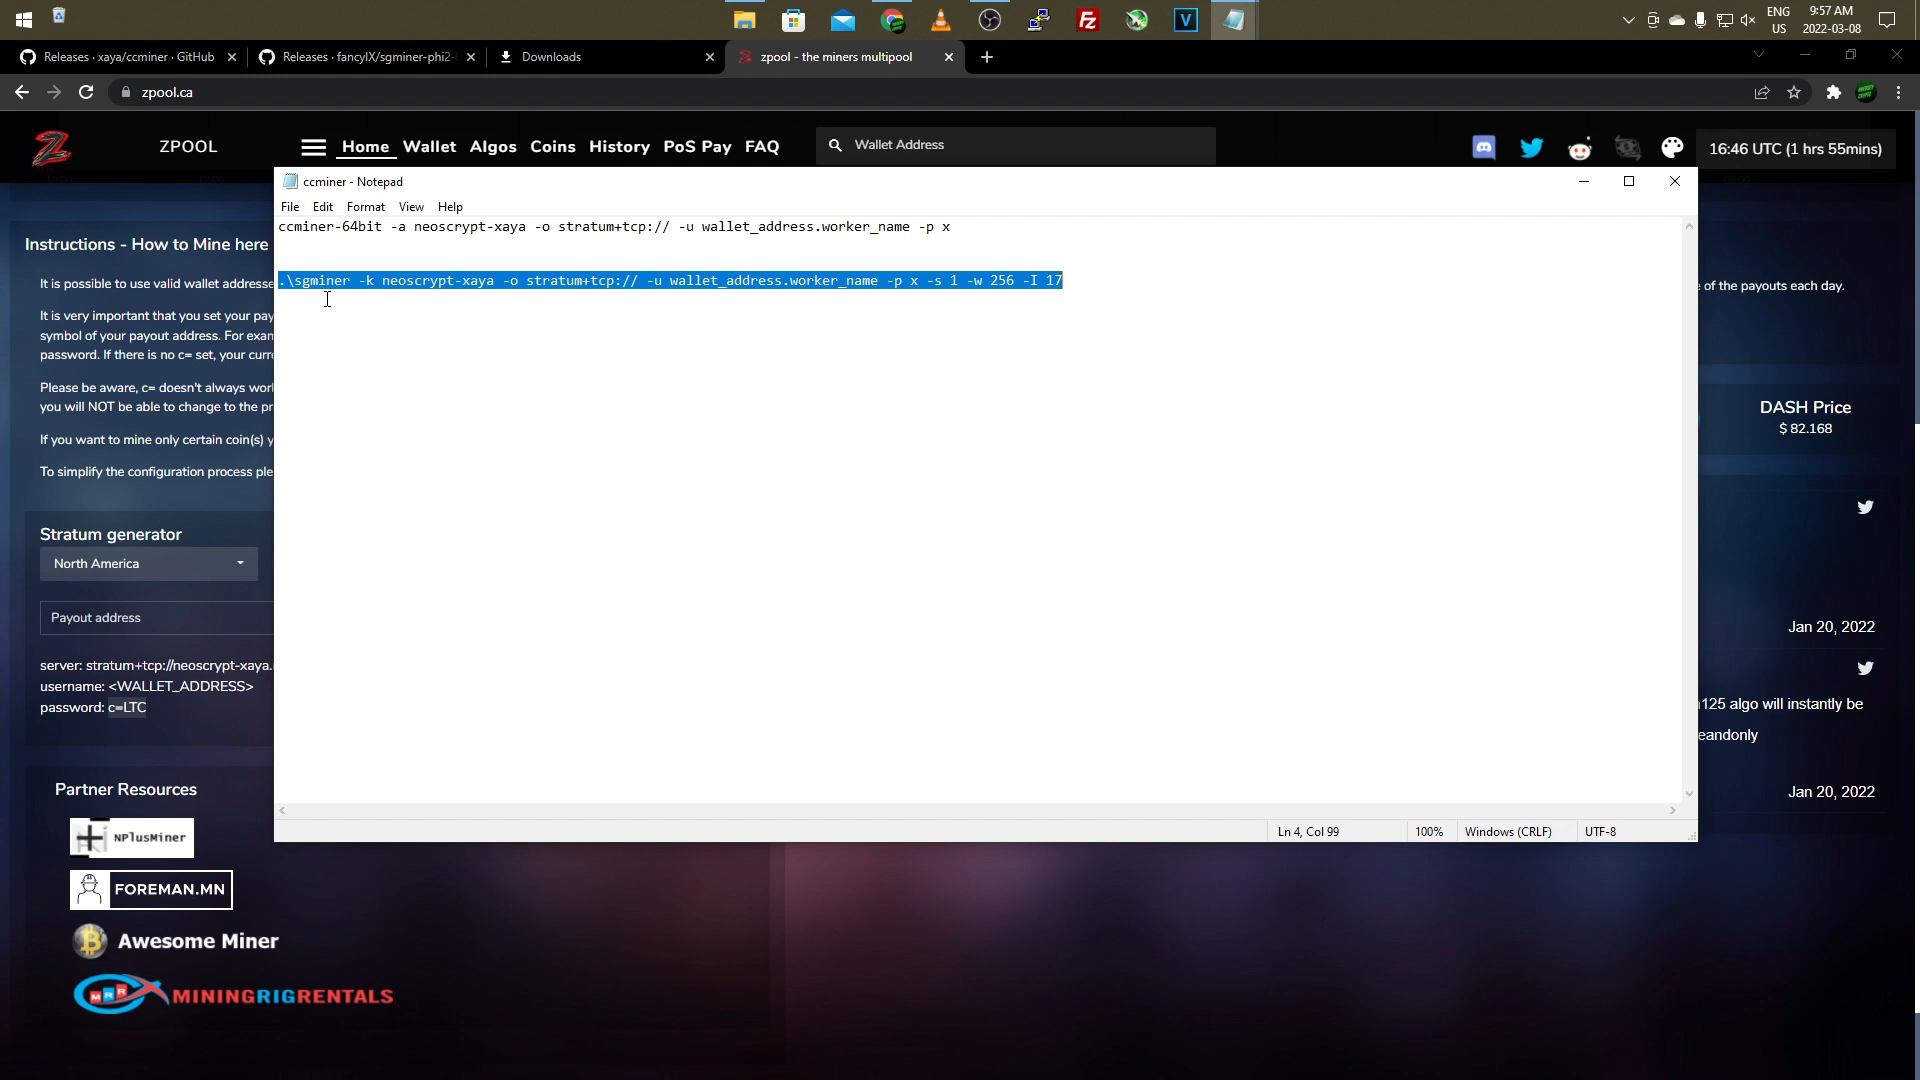 ENG
US
9:57 AM
2022-03-08
Releases · xaya/ccminer · GitHub
Releases · fancyIX/sgminer-phi2-
Downloads
zpool - the miners multipool
zpool.ca
ZPOOL
Home
Wallet
Algos
Coins
History
PoS Pay
FAQ
Wallet Address
16:46 UTC (1 hrs 55mins)
ccminer - Notepad
File
Edit
Format
View
Help
ccminer-64bit -a neoscrypt-xaya -o stratum+tcp:// -u wallet_address.worker_name -p x
.\sgminer -k neoscrypt-xaya -o stratum+tcp:// -u wallet_address.worker_name -p x -s 1 -w 256 -I 17
Ln 4, Col 99
100%
Windows (CRLF)
UTF-8
Instructions - How to Mine here
It is possible to use valid wallet addresse
of the payouts each day.
It is very important that you set your pay
symbol of your payout address. For exan
password. If there is no c= set, your curre
Please be aware, c= doesn't always worl
you will NOT be able to change to the pr
If you want to mine only certain coin(s) y
To simplify the configuration process ple
DASH Price
$ 82.168
Stratum generator
North America
Payout address
server: stratum+tcp://neoscrypt-xaya.
username: <WALLET_ADDRESS>
password: c=LTC
Jan 20, 2022
125 algo will instantly be
eandonly
Jan 20, 2022
Partner Resources
NPlusMiner
FOREMAN.MN
Awesome Miner
MRR MININGRIGRENTALS